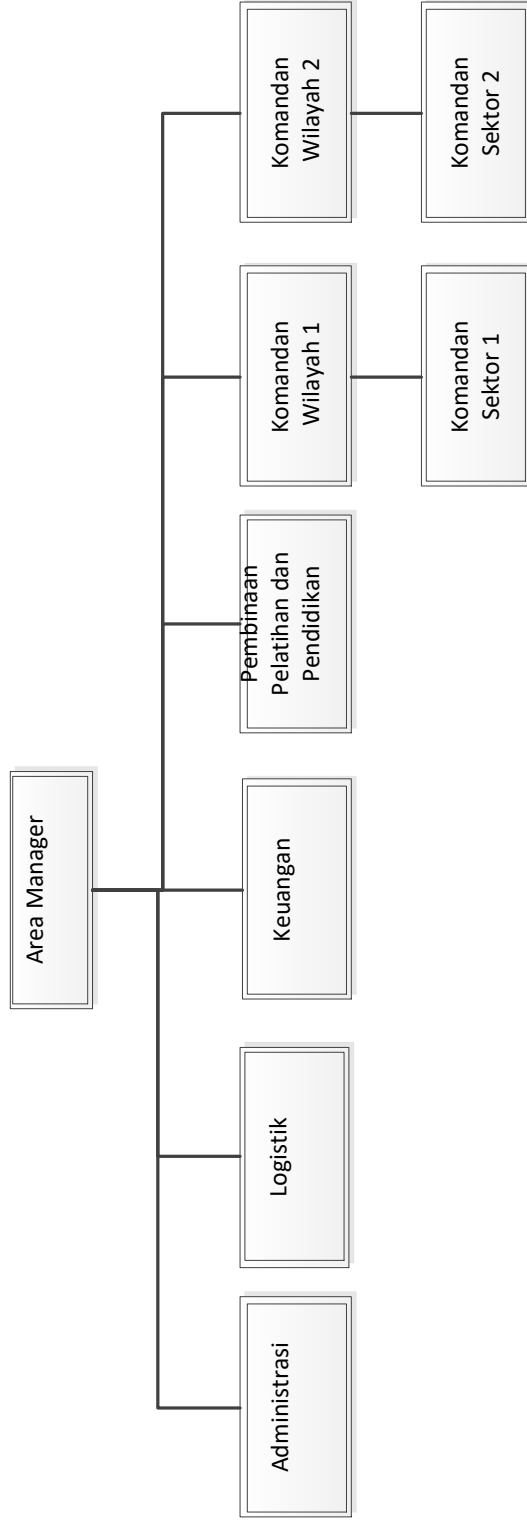 Area Manager
Administrasi
Logistik
Keuangan
Pembinaan
Pelatihan dan
Pendidikan
Komandan
Wilayah 1
Komandan
Wilayah 2
Komandan
Sektor 1
Komandan
Sektor 2